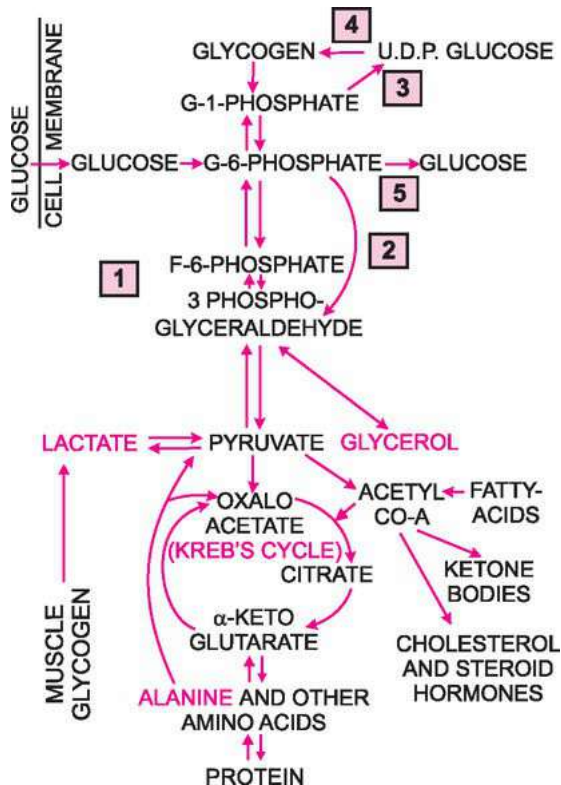 4
GLYCOGEN
U.D.P. GLUCOSE
3
G-1-PHOSPHATE
GLUCOSE
CELL MEMBRANE
GLUCOSE
G-6-PHOSPHATE
GLUCOSE
5
2
1
F-6-PHOSPHATE
3 PHOSPHO-
GLYCERALDEHYDE
LACTATE
PYRUVATE
GLYCEROL
OXALO
ACETATE
(KREB'S CYCLE)
ACETYL
CO-A
FATTY-
ACIDS
CITRATE
KETONE
BODIES
α-KETO
GLUTARATE
CHOLESTEROL
AND STEROID
HORMONES
MUSCLE
GLYCOGEN
ALANINE AND OTHER
AMINO ACIDS
PROTEIN